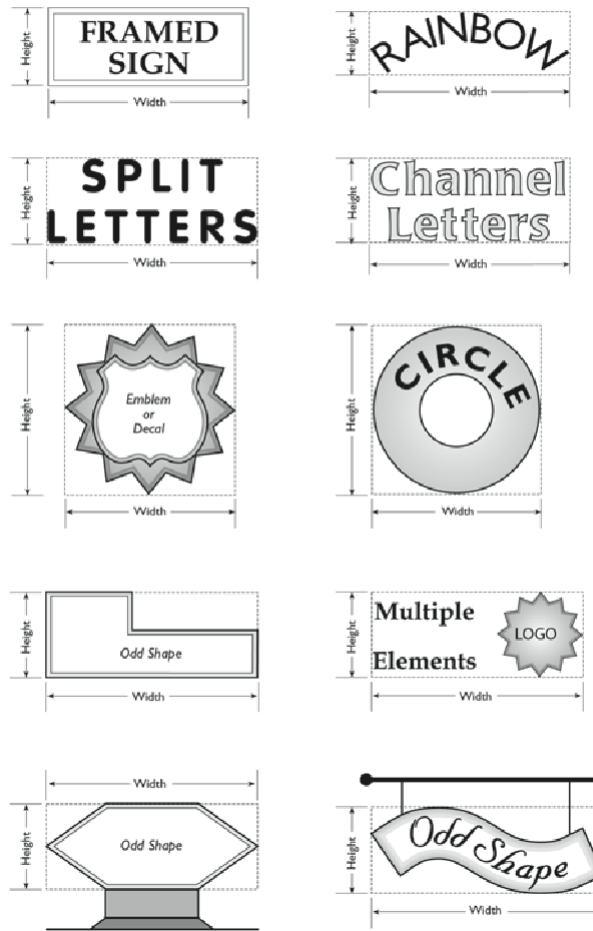 Height
FRAMED
SIGN
Width
Height
RAINBOW
Width
Height
SPLIT
LETTERS
Width
Height
Channel
Letters
Width
Height
Emblem
or
Decal
Width
Height
CIRCLE
Width
Height
Odd Shape
Width
Height
Multiple
Elements
LOGO
Width
Width
Height
Odd Shape
Height
Odd Shape
Width